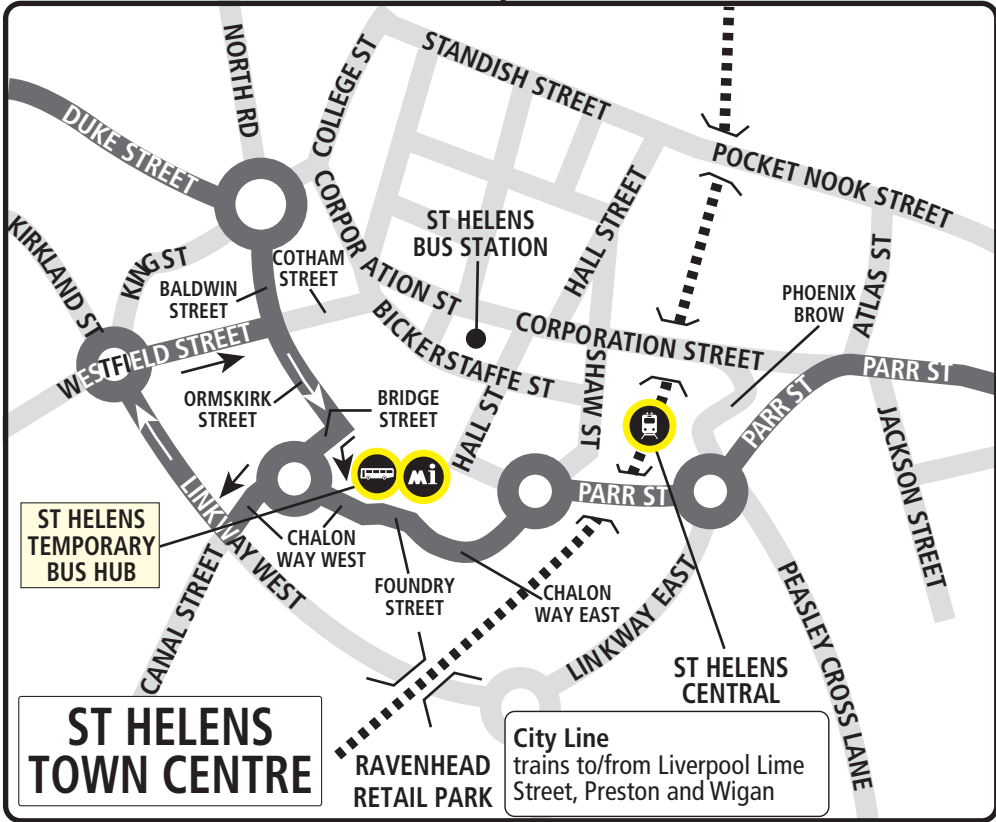 NORTH RD
COLLEGE ST
STANDISH STREET
DUKE STREET
POCKET NOOK STREET
KIRKLAND ST
KING ST
CORPORATION ST
ST HELENS
BUS STATION
HALL STREET
ATLAS ST
COTHAM
STREET
BALDWIN
STREET
PHOENIX
BROW
WESTFIELD STREET
BICKERSTAFFE ST
CORPORATION STREET
PARR ST
ORMSKIRK
STREET
BRIDGE
STREET
HALL ST
SHAW ST
PARR ST
JACKSON STREET
Mi
PARR ST
LINKWAY WEST
ST HELENS
TEMPORARY
BUS HUB
CHALON
WAY WEST
FOUNDRY
STREET
CHALON
WAY EAST
CANAL STREET
LINKWAY EAST
PEASLEY CROSS LANE
ST HELENS
CENTRAL
ST HELENS
TOWN CENTRE
RAVENHEAD
RETAIL PARK
City Line
trains to/from Liverpool Lime
Street, Preston and Wigan